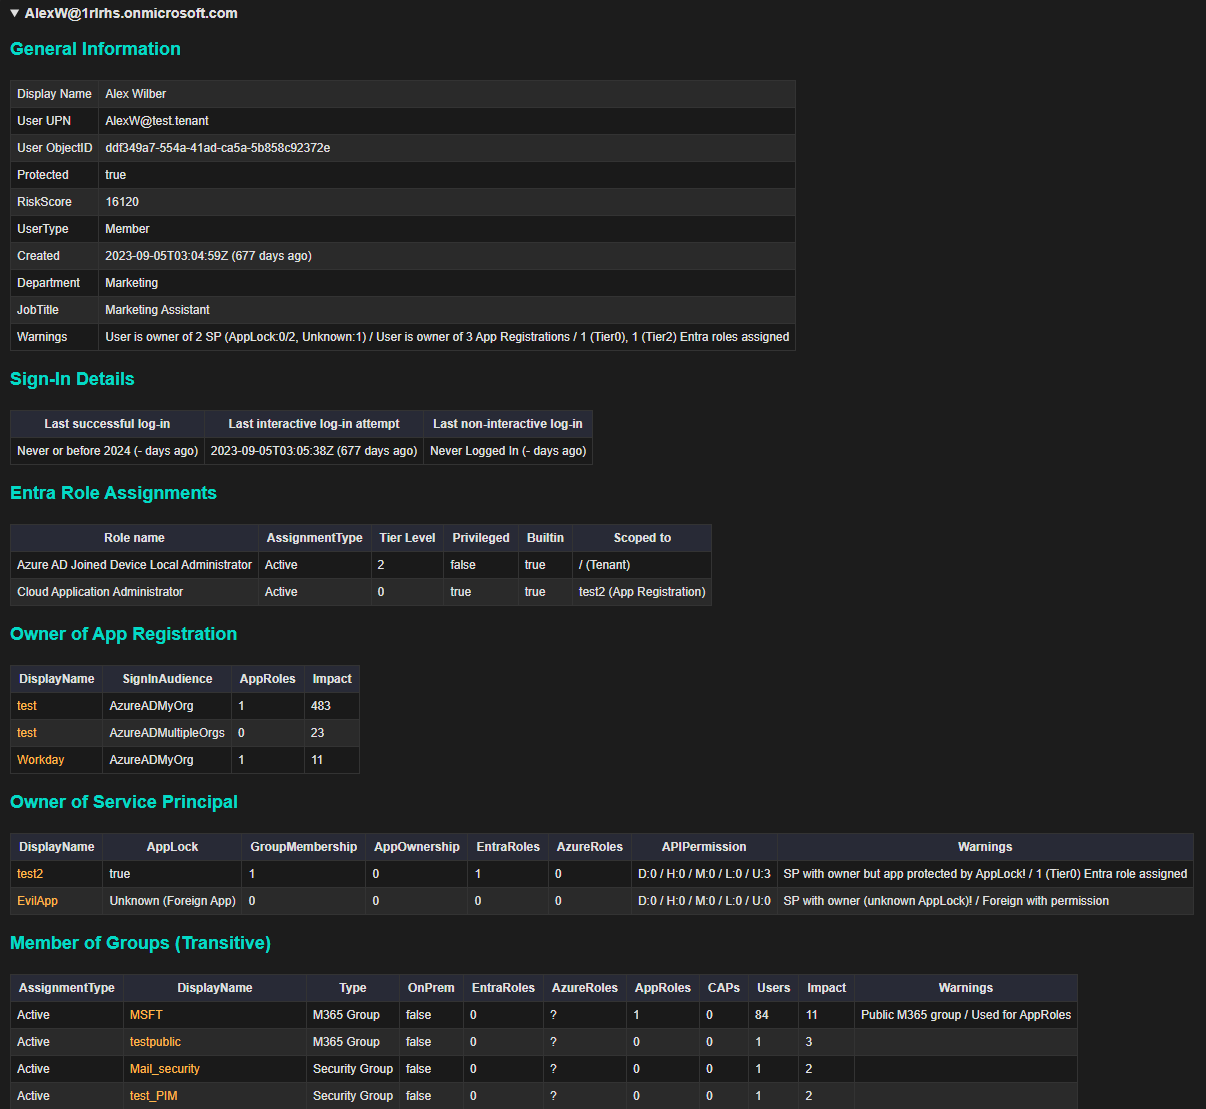 ▼ AlexW@1rlrhs.onmicrosoft.com
General Information
Display Name Alex Wilber
User UPN AlexW@test.tenant
User ObjectID ddf349a7-554a-41ad-ca5a-5b858c92372e
Protected true
RiskScore 16120
UserType Member
Created 2023-09-05T03:04:59Z (677 days ago)
Department Marketing
JobTitle Marketing Assistant
Warnings User is owner of 2 SP (AppLock:0/2, Unknown:1) / User is owner of 3 App Registrations / 1 (Tier0), 1 (Tier2) Entra roles assigned
Sign-In Details
Last successful log-in Last interactive log-in attempt Last non-interactive log-in
Never or before 2024 (- days ago) 2023-09-05T03:05:38Z (677 days ago) Never Logged In (- days ago)
Entra Role Assignments
Role name AssignmentType Tier Level Privileged Builtin Scoped to
Azure AD Joined Device Local Administrator Active 2 false true / (Tenant)
Cloud Application Administrator Active 0 true true test2 (App Registration)
Owner of App Registration
DisplayName SignInAudience AppRoles Impact
test AzureADMyOrg 1 483
test AzureADMultipleOrgs 0 23
Workday AzureADMyOrg 1 11
Owner of Service Principal
DisplayName AppLock GroupMembership AppOwnership EntraRoles AzureRoles APIPermission Warnings
test2 true 1 0 1 0 D:0 / H:0 / M:0 / L:0 / U:3 SP with owner but app protected by AppLock! / 1 (Tier0) Entra role assigned
EvilApp Unknown (Foreign App) 0 0 0 0 D:0 / H:0 / M:0 / L:0 / U:0 SP with owner (unknown AppLock)! / Foreign with permission
Member of Groups (Transitive)
AssignmentType DisplayName Type OnPrem EntraRoles AzureRoles AppRoles CAPs Users Impact Warnings
Active MSFT M365 Group false 0 ? 1 0 84 11 Public M365 group / Used for AppRoles
Active testpublic M365 Group false 0 ? 0 0 1 3
Active Mail_security Security Group false 0 ? 0 0 1 2
Active test_PIM Security Group false 0 ? 0 0 1 2